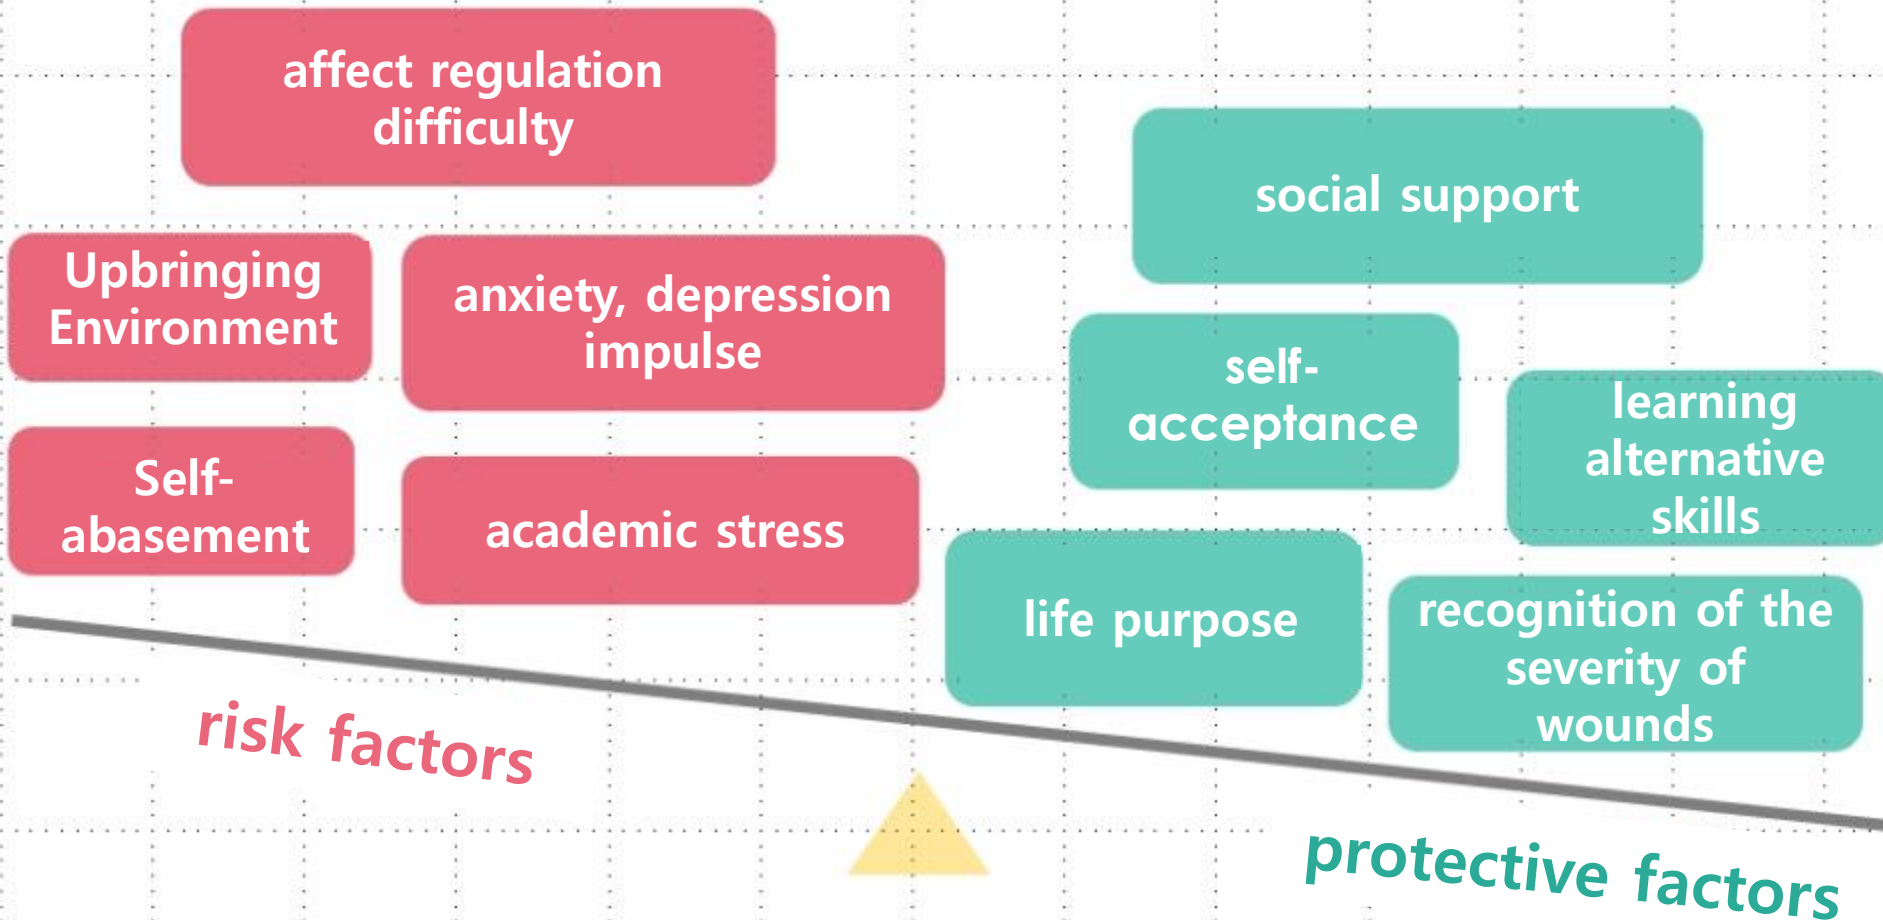 affect regulation
difficulty
Upbringing
Environment
anxiety, depression
impulse
Self-
abasement
academic stress
risk factors
social support
self-
acceptance
learning
alternative
skills
life purpose
recognition of the
severity of
wounds
protective factors